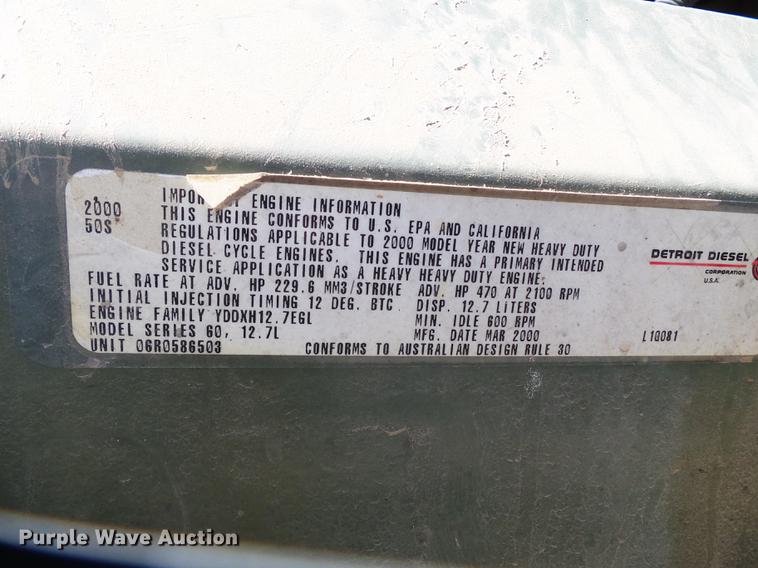 2000
50S
IMPOR T ENGINE INFORMATION
THIS ENGINE CONFORMS TO U.S. EPA AND CALIFORNIA
REGULATIONS APPLICABLE TO 2000 MODEL YEAR NEW HEAVY DUTY
DIESEL CYCLE ENGINES. THIS ENGINE HAS A PRIMARY INTENDED
SERVICE APPLICATION AS A HEAVY HEAVY DUTY ENGINE.
FUEL RATE AT ADV. HP 229.6 MM3/STROKE ADV. HP 470 AT 2100 RPM
INITIAL INJECTION TIMING 12 DEG. BTC DISP. 12.7 LITERS
ENGINE FAMILY YDDXH12.7EGL MIN. IDLE 600 RPM
MODEL SERIES 60, 12.7L MFG. DATE MAR 2000
UNIT 06R0586503 CONFORMS TO AUSTRALIAN DESIGN RULE 30
L1Q081
DETROIT DIESEL
CORPORATION
U.S.A.
Purple Wave Auction